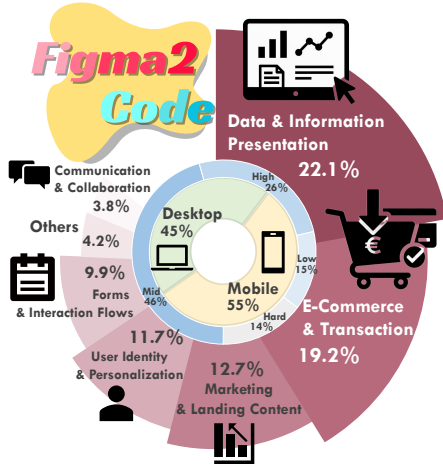 Figma2
Code
Data & Information
Presentation
22.1%
E-Commerce
& Transaction
19.2%
12.7%
Marketing
& Landing Content
11.7%
User Identity
& Personalization
9.9%
Forms
& Interaction Flows
Others
4.2%
Communication
& Collaboration
3.8%
High
26%
Low
15%
Hard
14%
Mid
46%
Desktop
45%
Mobile
55%
€